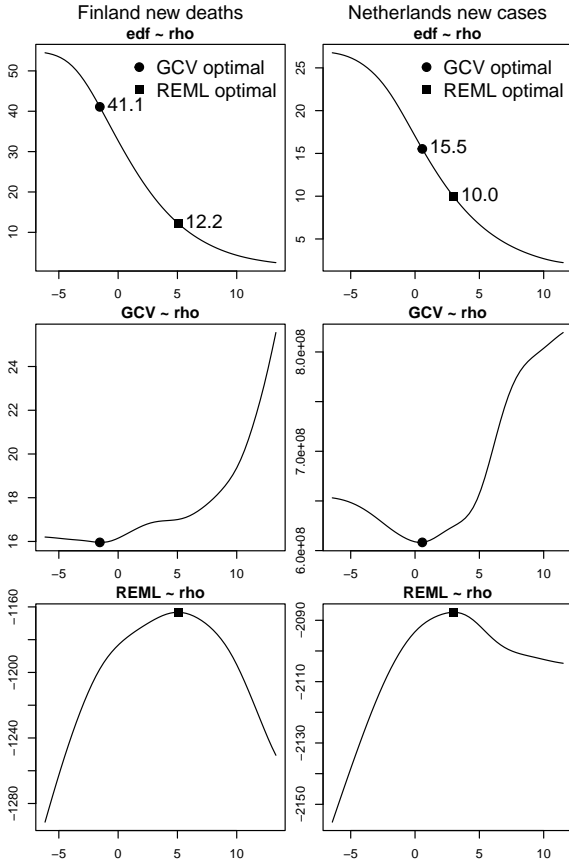 Finland new deaths
edf ~ rho
GCV optimal
REML optimal
41.1
12.2
50
40
30
20
10
−5 0 5 10
Netherlands new cases
edf ~ rho
GCV optimal
REML optimal
15.5
10.0
25
20
15
10
5
−5 0 5 10
GCV ~ rho
24
22
20
18
16
−5 0 5 10
GCV ~ rho
8.0e+08
7.0e+08
6.0e+08
−5 0 5 10
REML ~ rho
−1160
−1200
−1240
−1280
−5 0 5 10
REML ~ rho
−2090
−2110
−2130
−2150
−5 0 5 10